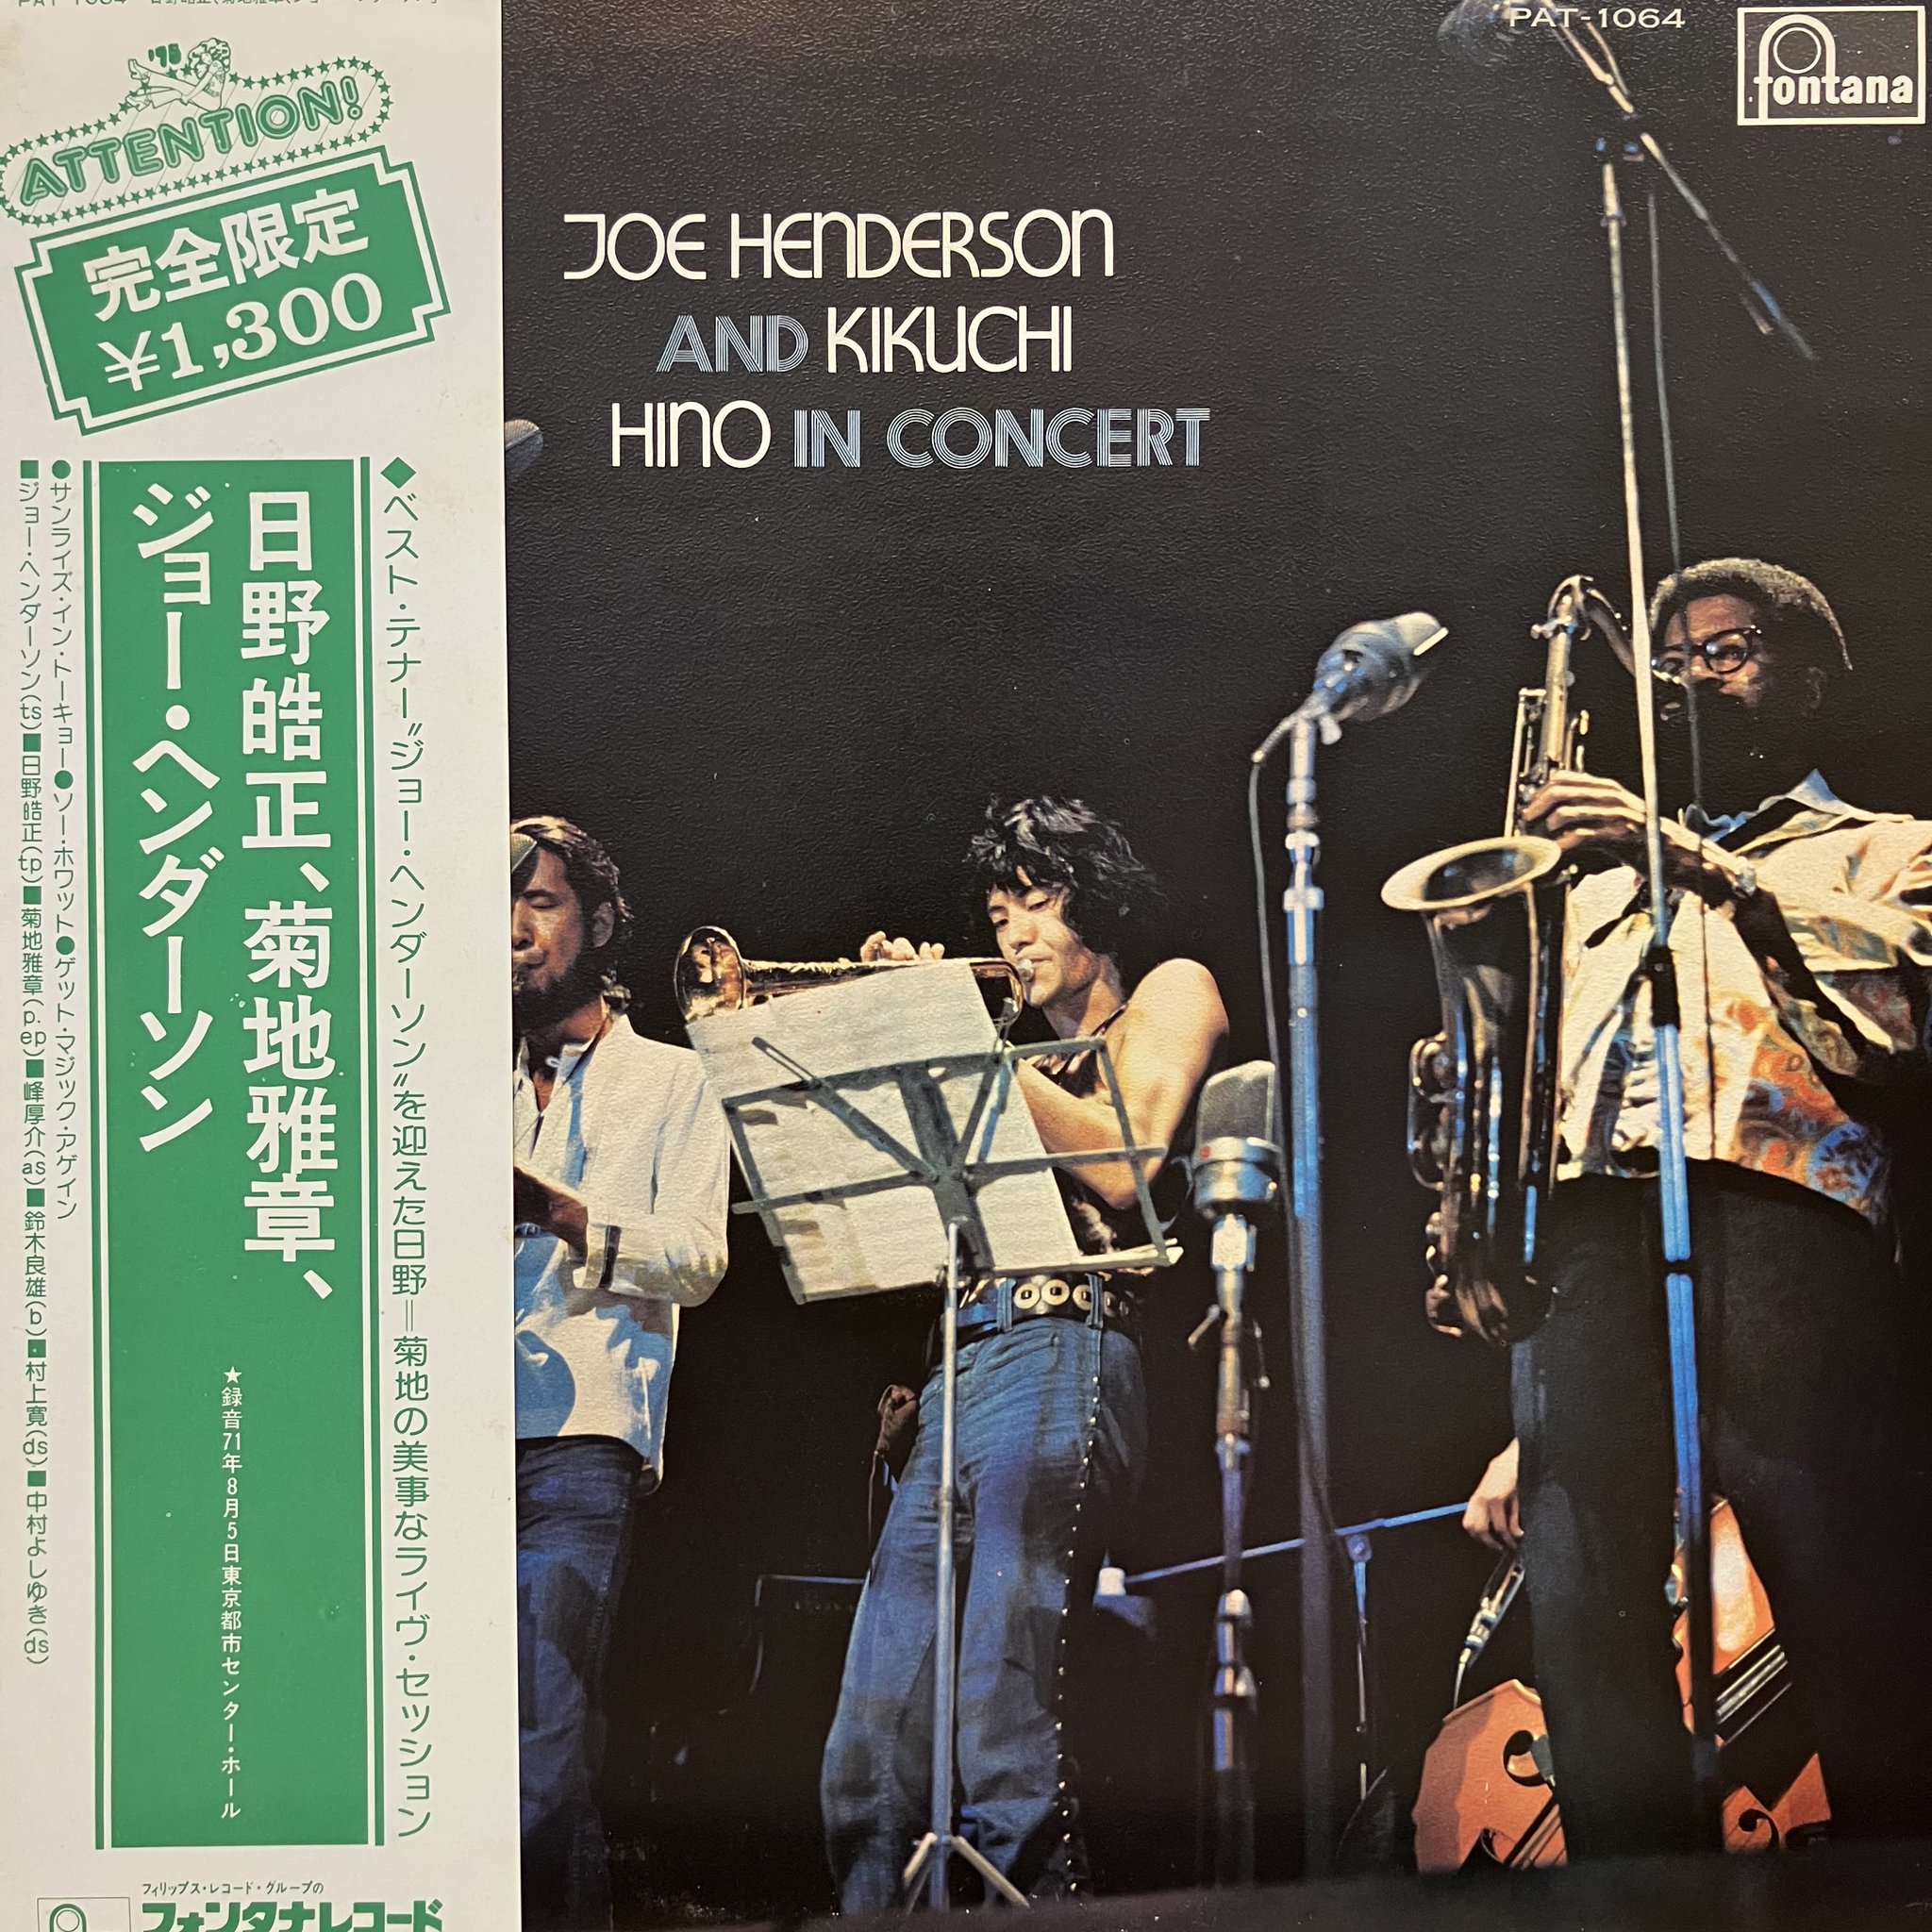 PAT-1064
fontana
JOE HENDERSON
AND KIKUCHI
HINO IN CONCERT
'75
ATTENTION!
完全限定
¥1,300
◆ベスト・テナー〝ジョー・ヘンダーソン〟を迎えた日野=菊地の美事なライヴ・セッション
日野皓正、菊地雅章、
ジョー・ヘンダーソン
★録音71年8月5日東京都市センター・ホール
●サンライズ・イン・トーキョー●ソー・ホワット●ゲット・マジック・アゲイン
■ジョー・ヘンダーソン(ts)■日野皓正(tp)■菊地雅章(p.ep)■峰厚介(as)■鈴木良雄(b)■村上寛(ds)■中村よしゆき(ds)
フィリップス・レコード・グループの
フォンタナレコード